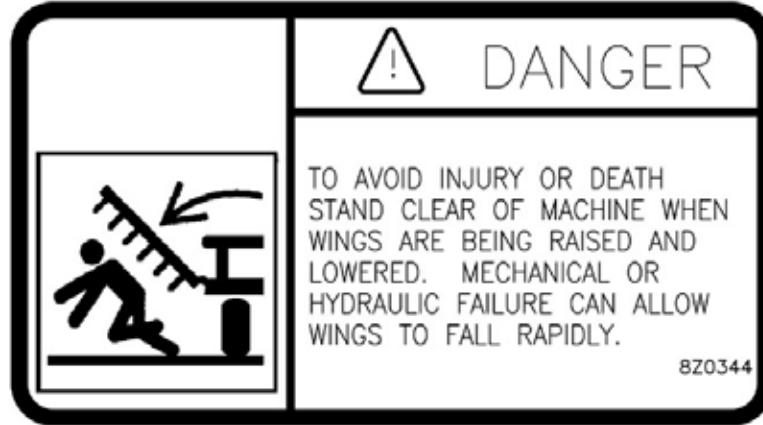 DANGER
TO AVOID INJURY OR DEATH
STAND CLEAR OF MACHINE WHEN
WINGS ARE BEING RAISED AND
LOWERED. MECHANICAL OR
HYDRAULIC FAILURE CAN ALLOW
WINGS TO FALL RAPIDLY.
8Z0344